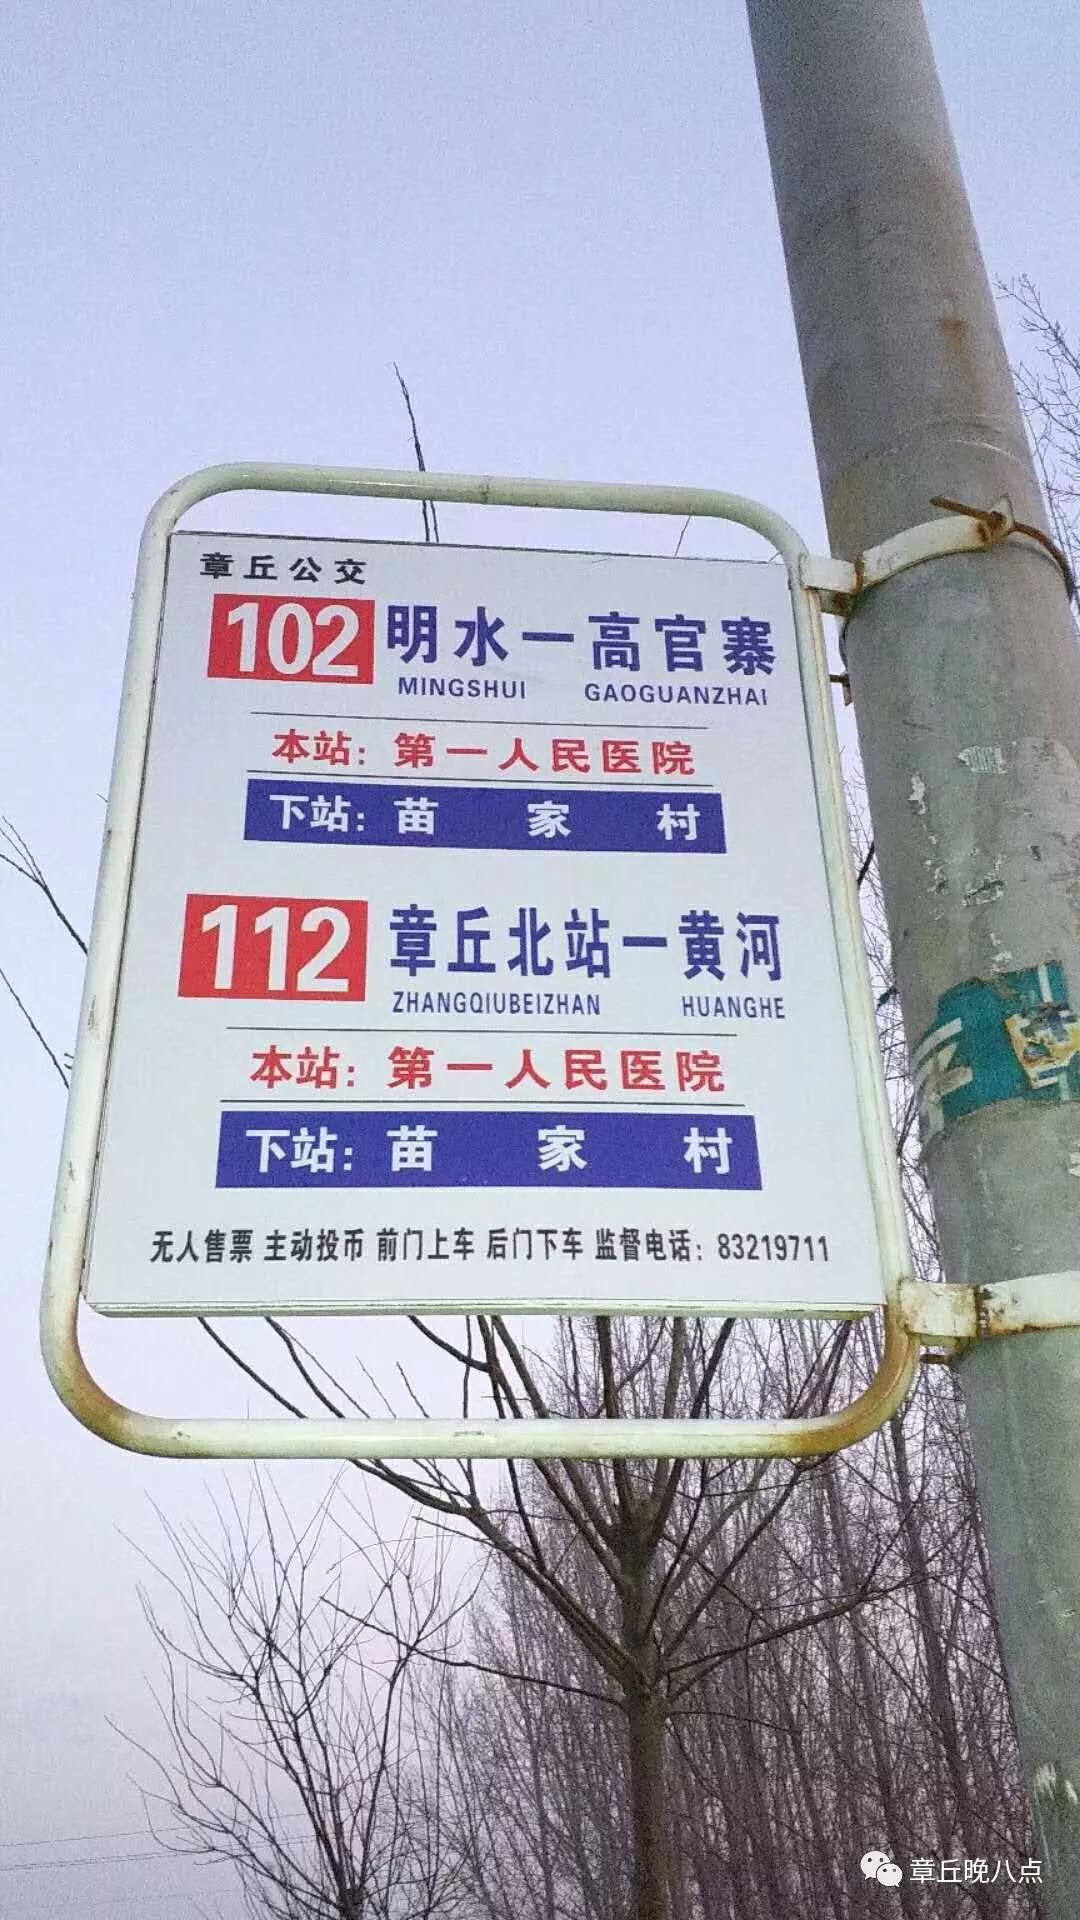 章丘公交
102 明水—高官寨
MINGSHUI GAOGUANZHAI
本站：第一人民医院
下站：苗家村
112 章丘北站—黄河
ZHANGQIUBEIZHAN HUANGHE
本站：第一人民医院
下站：苗家村
无人售票 主动投币 前门上车 后门下车 监督电话：83219711
章丘晚八点